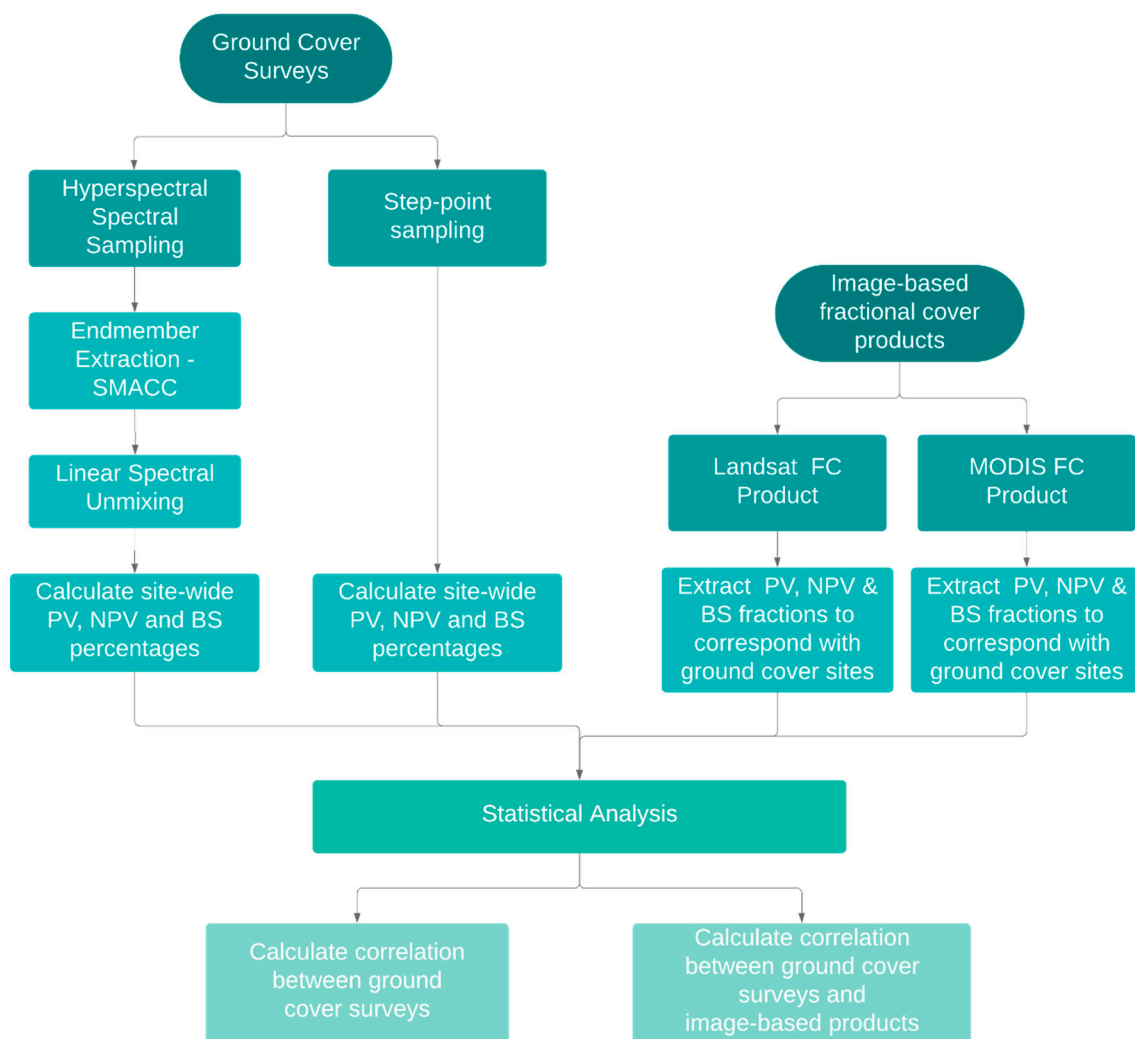 Ground Cover
Surveys
Hyperspectral
Spectral
Sampling
Step-point
sampling
Image-based
fractional cover
products
Endmember
Extraction -
SMACC
Landsat FC
Product
MODIS FC
Product
Linear Spectral
Unmixing
Calculate site-wide
PV, NPV and BS
percentages
Calculate site-wide
PV, NPV and BS
percentages
Extract PV, NPV &
BS fractions to
correspond with
ground cover sites
Extract PV, NPV &
BS fractions to
correspond with
ground cover sites
Statistical Analysis
Calculate correlation
between ground
cover surveys
Calculate correlation
between ground cover
surveys and
image-based products